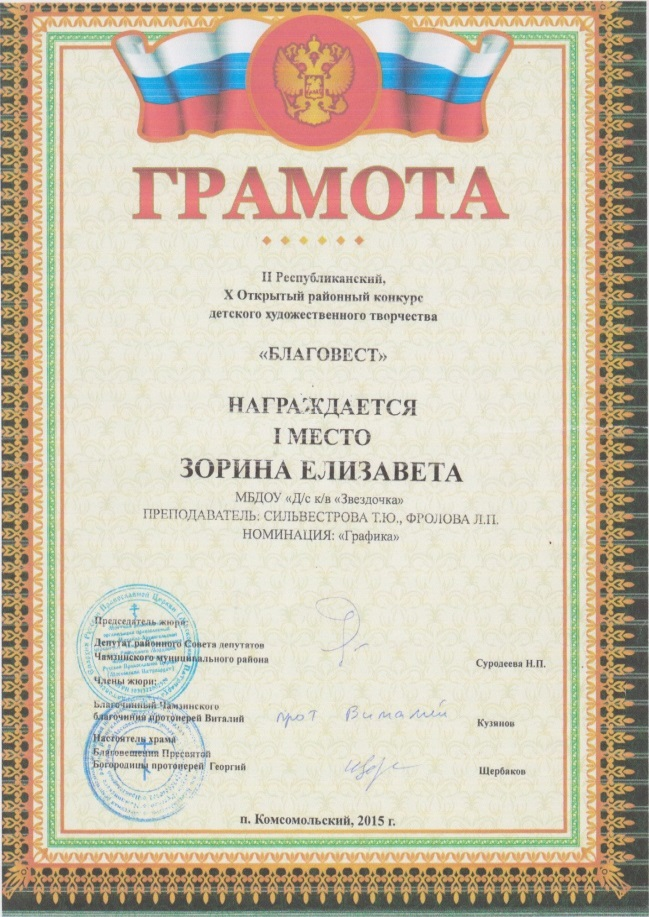 ГРАМОТА
II Республиканский,
X Открытый районный конкурс
детского художественного творчества
«БЛАГОВЕСТ»
НАГРАЖДАЕТСЯ
I МЕСТО
ЗОРИНА ЕЛИЗАВЕТА
МБДОУ «Д/с к/в «Звездочка»
ПРЕПОДАВАТЕЛЬ: СИЛЬВЕСТРОВА Т.Ю., ФРОЛОВА Л.П.
НОМИНАЦИЯ: «Графика»
Председатель жюри:
Депутат районного Совета депутатов
Чамзинского муниципального района
Суродеева Н.П.
Члены жюри:
Благочинный Чамзинского
благочиния протоиерей Виталий
прот Виталий
Кузянов
Настоятель храма
Благовещения Пресвятой
Богородицы протоиерей Георгий
Щербаков
п. Комсомольский, 2015 г.